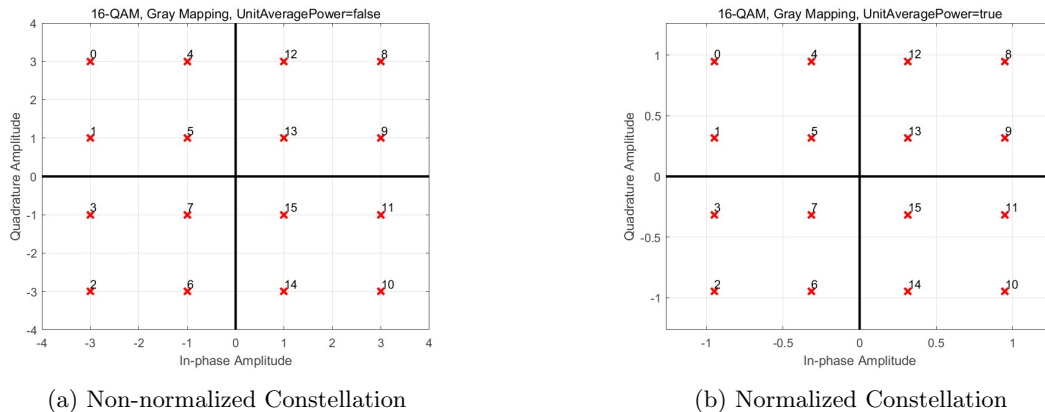 16-QAM, Gray Mapping, UnitAveragePower=false
4
3
2
1
0
-1
-2
-3
-4
Quadrature Amplitude
0 4 12 8
1 5 13 9
3 7 15 11
2 6 14 10
-4 -3 -2 -1 0 1 2 3 4
In-phase Amplitude
(a) Non-normalized Constellation
16-QAM, Gray Mapping, UnitAveragePower=true
1
0.5
0
-0.5
-1
Quadrature Amplitude
0 4 12 8
1 5 13 9
3 7 15 11
2 6 14 10
-1 -0.5 0 0.5 1
In-phase Amplitude
(b) Normalized Constellation